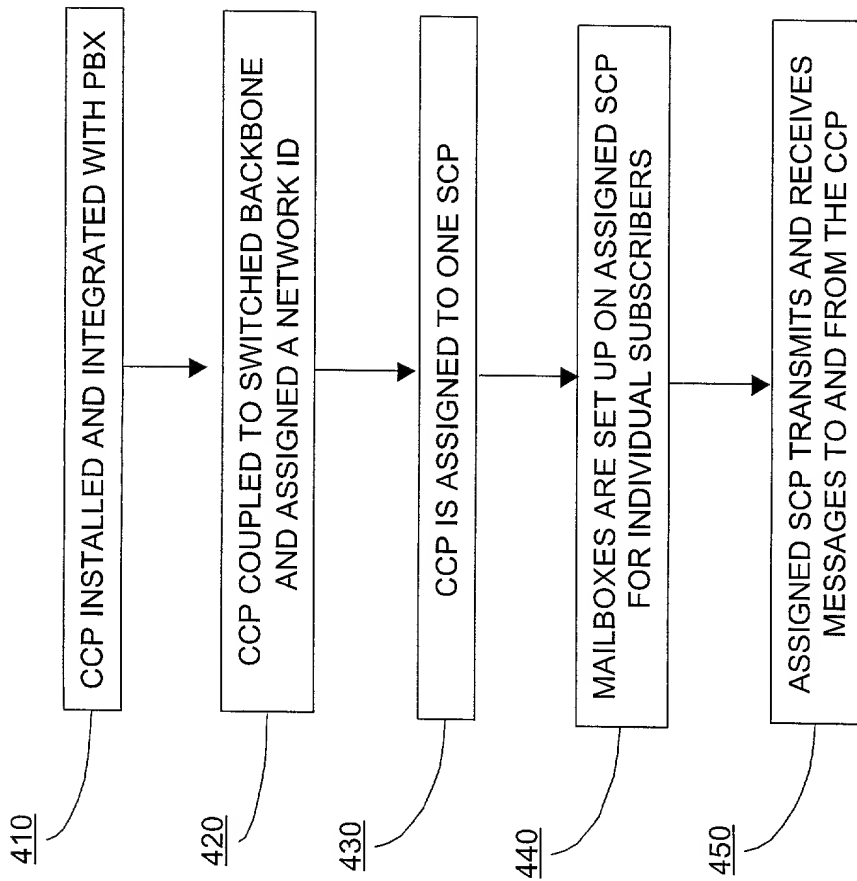 410
CCP INSTALLED AND INTEGRATED WITH PBX
420
CCP COUPLED TO SWITCHED BACKBONE
AND ASSIGNED A NETWORK ID
430
CCP IS ASSIGNED TO ONE SCP
440
MAILBOXES ARE SET UP ON ASSIGNED SCP
FOR INDIVIDUAL SUBSCRIBERS
450
ASSIGNED SCP TRANSMITS AND RECEIVES
MESSAGES TO AND FROM THE CCP